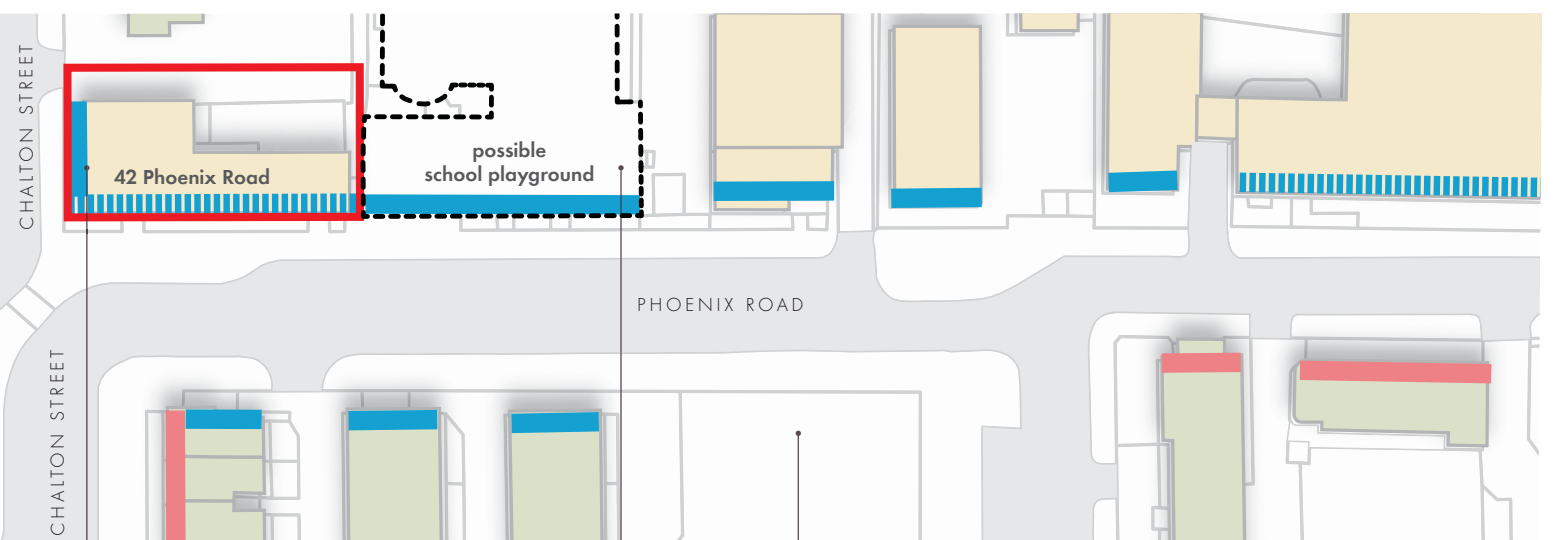 CHALTON STREET
possible
school playground
42 Phoenix Road
PHOENIX ROAD
CHALTON STREET